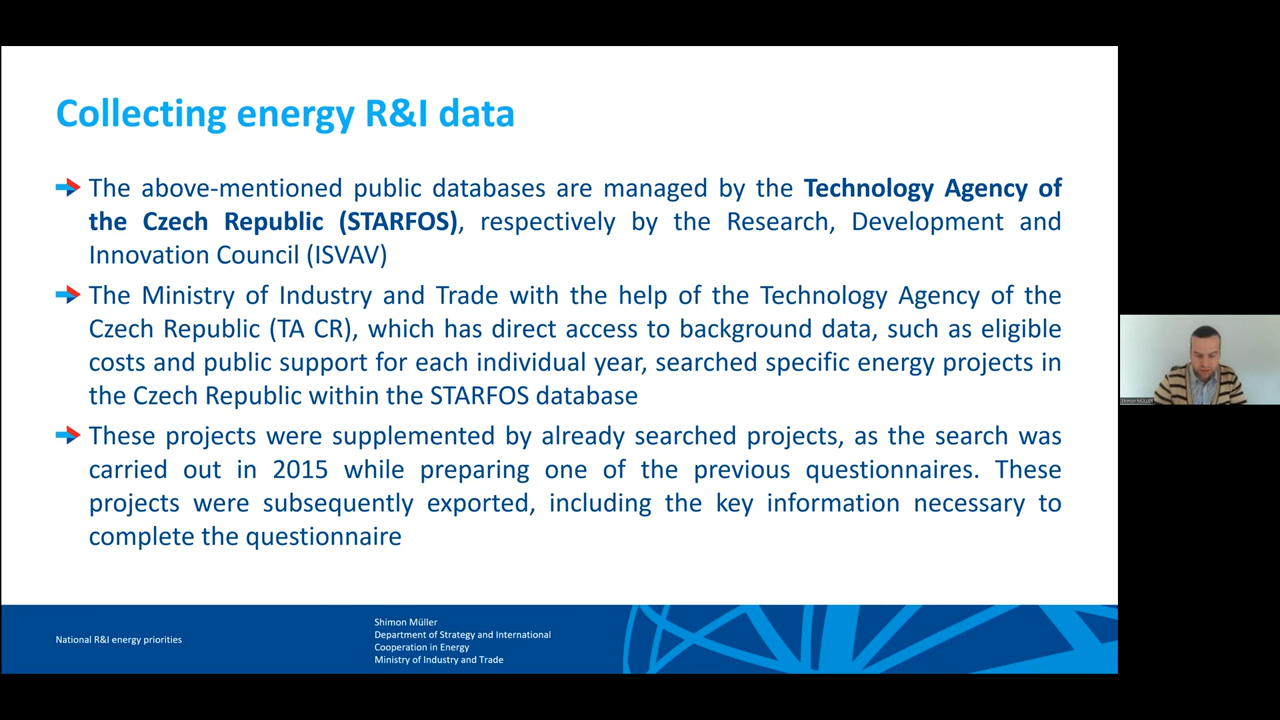 Collecting energy R&I data
The above-mentioned public databases are managed by the Technology Agency of
the Czech Republic (STARFOS), respectively by the Research, Development and
Innovation Council (ISVAV)
The Ministry of Industry and Trade with the help of the Technology Agency of the
Czech Republic (TA CR), which has direct access to background data, such as eligible
costs and public support for each individual year, searched specific energy projects in
the Czech Republic within the STARFOS database
These projects were supplemented by already searched projects, as the search was
carried out in 2015 while preparing one of the previous questionnaires. These
projects were subsequently exported, including the key information necessary to
complete the questionnaire
National R&I energy priorities
Shimon Müller
Department of Strategy and International
Cooperation in Energy
Ministry of Industry and Trade
Shimon MÜLLER